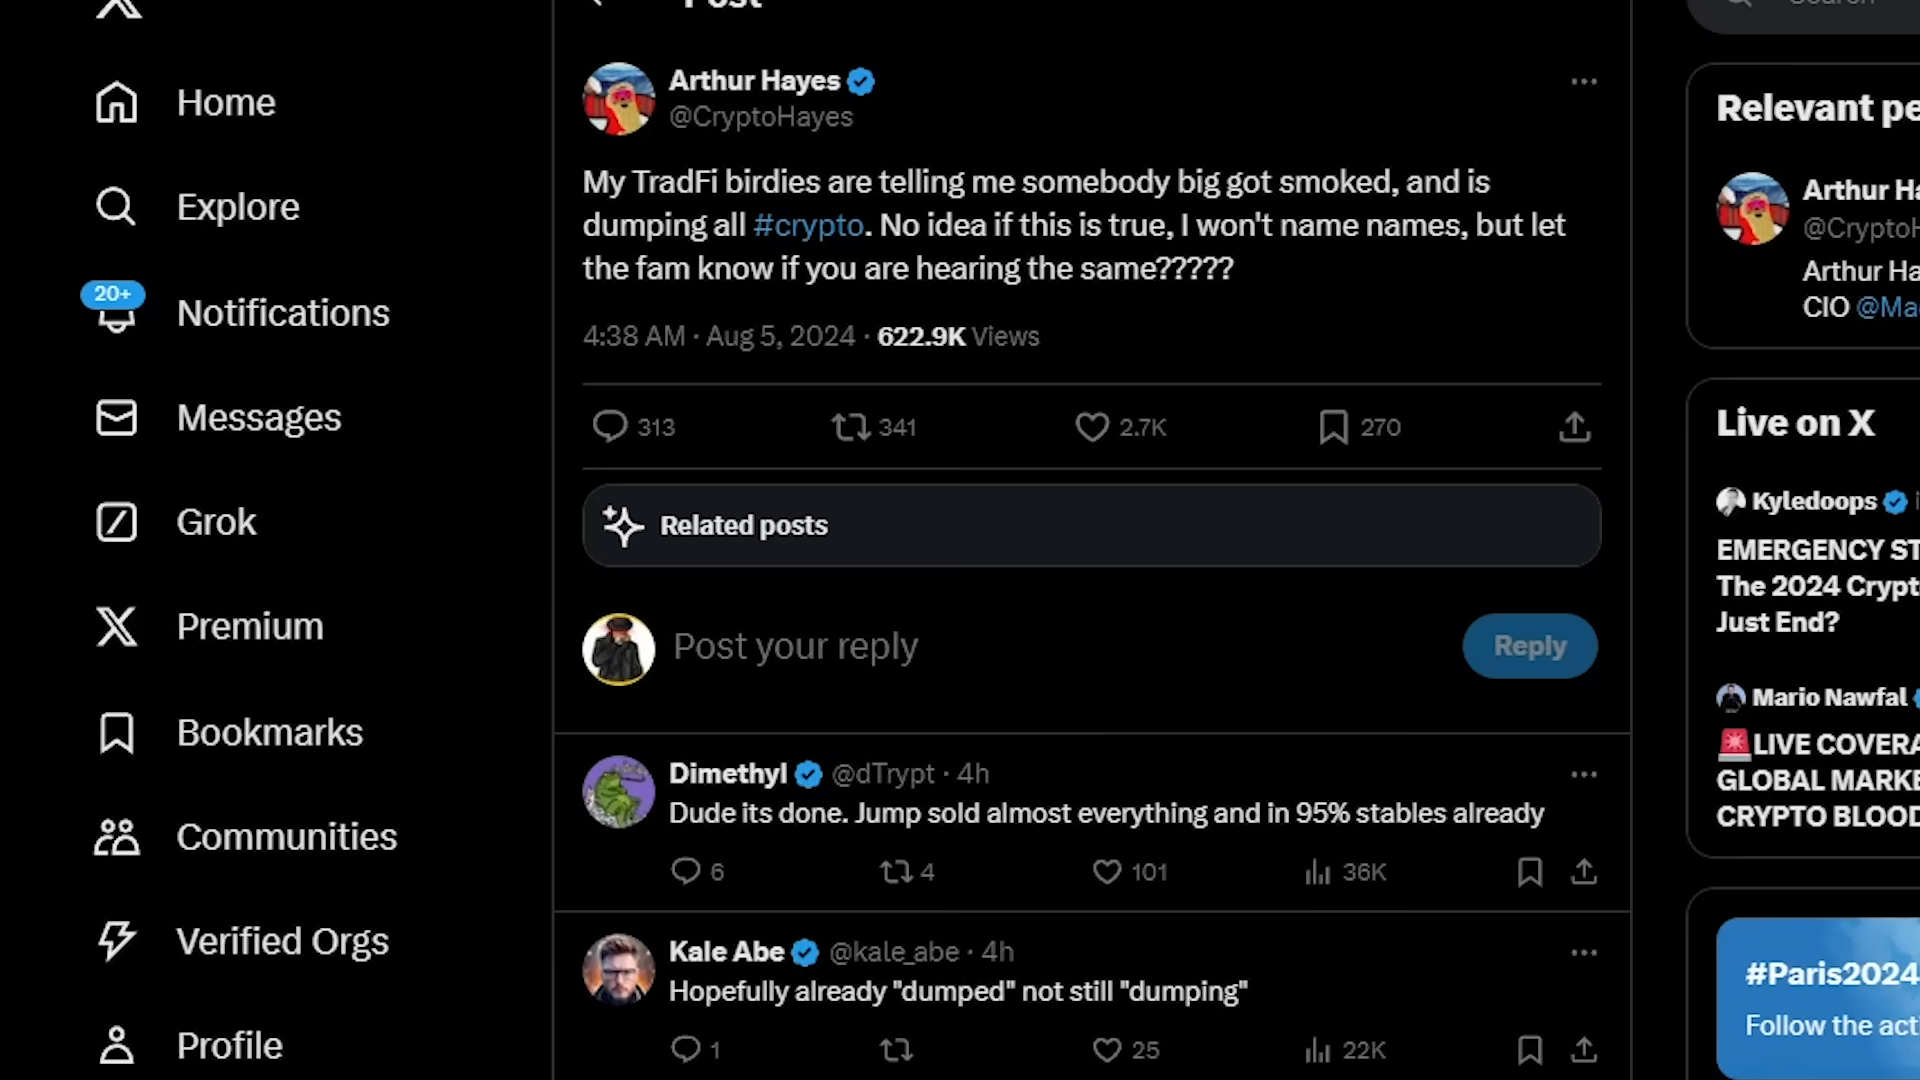 Post
Home
Explore
20+
Notifications
Messages
Grok
Premium
Bookmarks
Communities
Verified Orgs
Profile
Arthur Hayes
@CryptoHayes
My TradFi birdies are telling me somebody big got smoked, and is
dumping all #crypto. No idea if this is true, I won't name names, but let
the fam know if you are hearing the same?????
4:38 AM · Aug 5, 2024 · 622.9K Views
313 341 2.7K 270
Related posts
Post your reply
Reply
Dimethyl @dTrypt · 4h
Dude its done. Jump sold almost everything and in 95% stables already
6 4 101 36K
Kale Abe @kale_abe · 4h
Hopefully already "dumped" not still "dumping"
1 25 22K
Search
Relevant pe
Arthur Ha
@CryptoH
Arthur Ha
CIO @Ma
Live on X
Kyledoops
EMERGENCY ST
The 2024 Crypt
Just End?
Mario Nawfal
LIVE COVERA
GLOBAL MARKE
CRYPTO BLOOD
#Paris2024
Follow the act